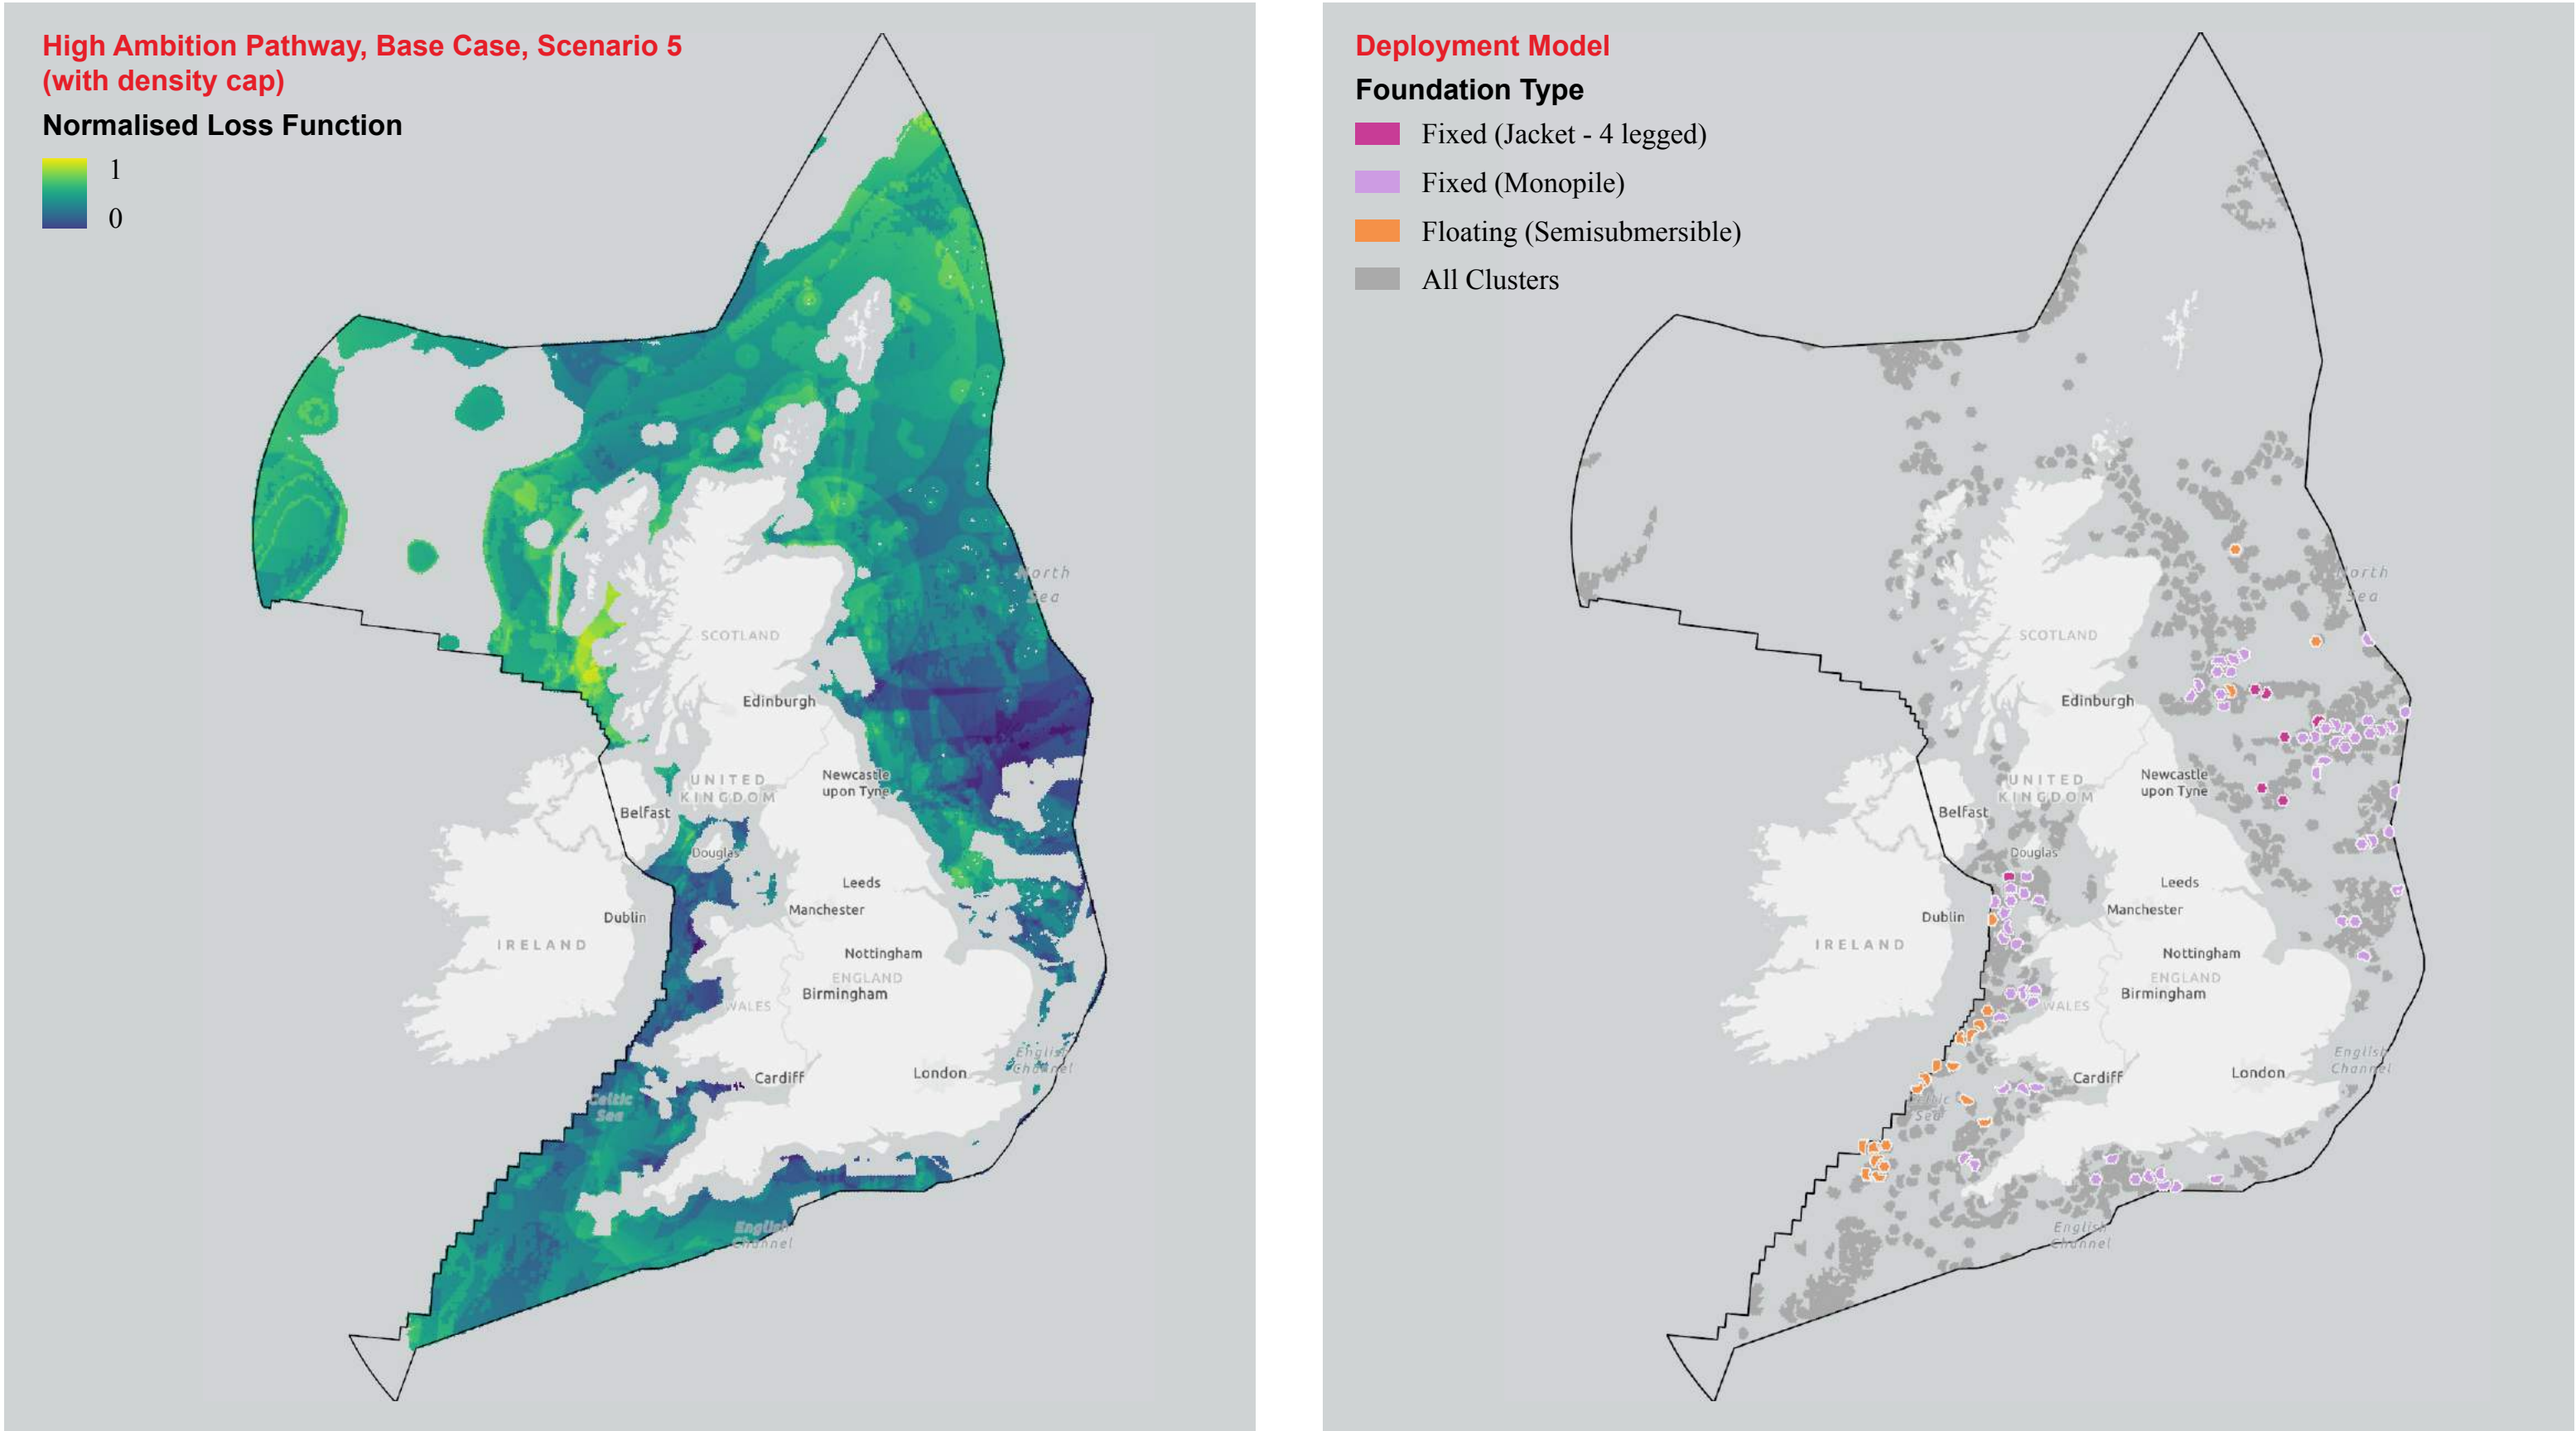 High Ambition Pathway, Base Case, Scenario 5
(with density cap)
Normalised Loss Function
1
0
North
Sea
SCOTLAND
Edinburgh
UNITED
KINGDOM
Newcastle
upon Tyne
Belfast
Douglas
Leeds
Dublin
Manchester
IRELAND
Nottingham
ENGLAND
Birmingham
WALES
English
Channel
Cardiff
London
Celtic
Sea
English
Channel
Deployment Model
Foundation Type
Fixed (Jacket - 4 legged)
Fixed (Monopile)
Floating (Semisubmersible)
All Clusters
North
Sea
SCOTLAND
Edinburgh
UNITED
KINGDOM
Newcastle
upon Tyne
Belfast
Douglas
Leeds
Dublin
Manchester
IRELAND
Nottingham
ENGLAND
Birmingham
WALES
English
Channel
Cardiff
London
Celtic
Sea
English
Channel